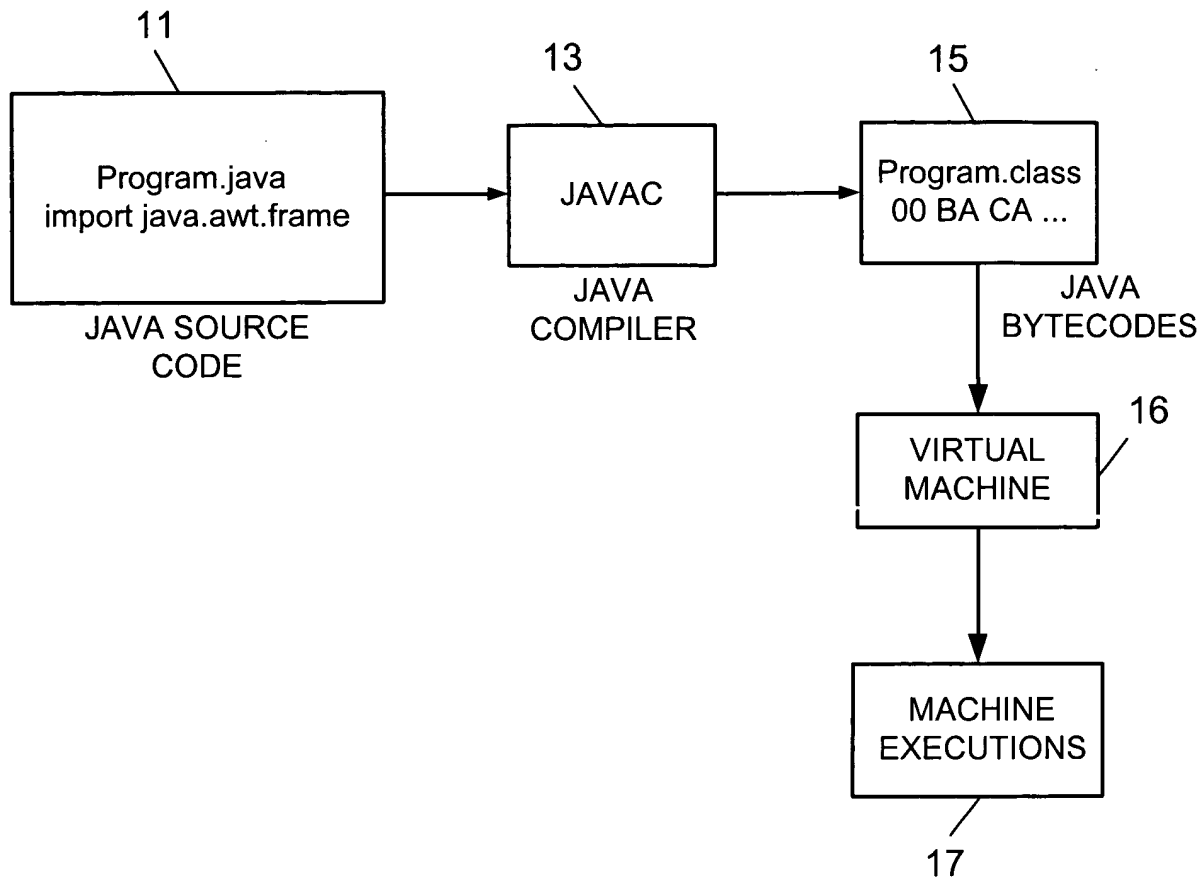 11
Program.java
import java.awt.frame
JAVA SOURCE
CODE
13
JAVAC
JAVA
COMPILER
15
Program.class
00 BA CA ...
JAVA
BYTECODES
16
VIRTUAL
MACHINE
MACHINE
EXECUTIONS
17